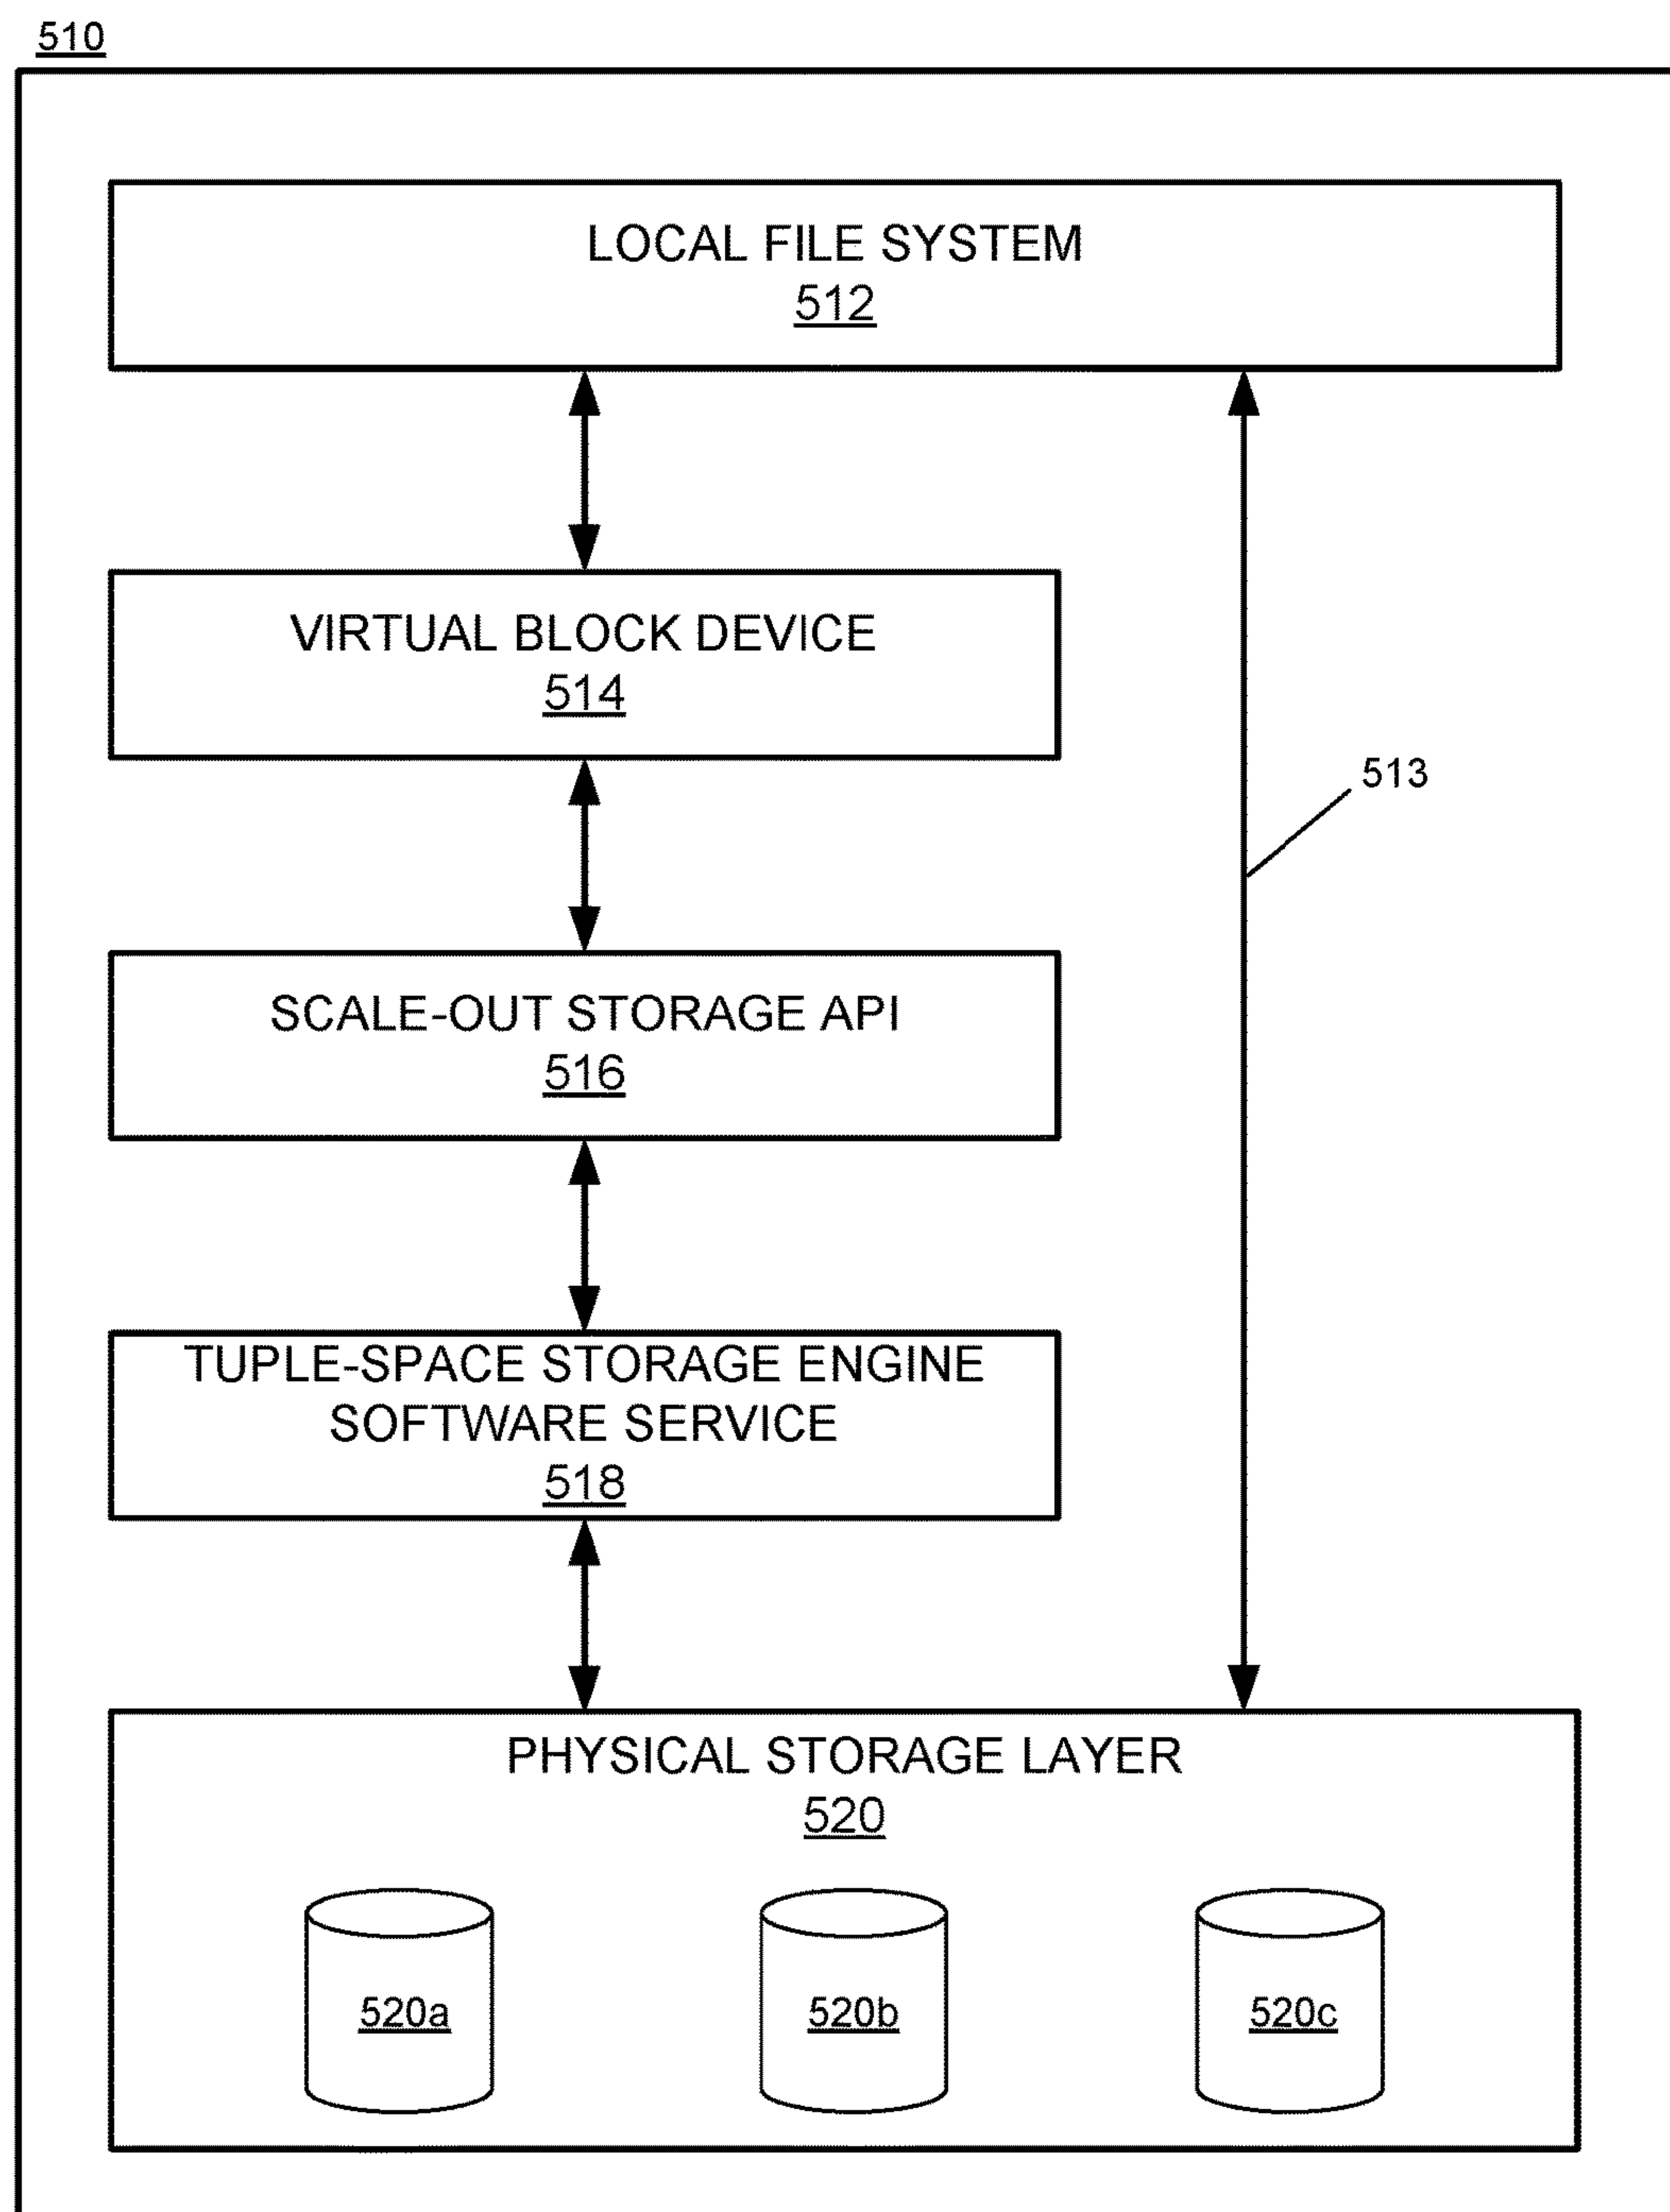 510
LOCAL FILE SYSTEM
512
VIRTUAL BLOCK DEVICE
514
513
SCALE-OUT STORAGE API
516
TUPLE-SPACE STORAGE ENGINE
SOFTWARE SERVICE
518
PHYSICAL STORAGE LAYER
520
520a
520b
520c